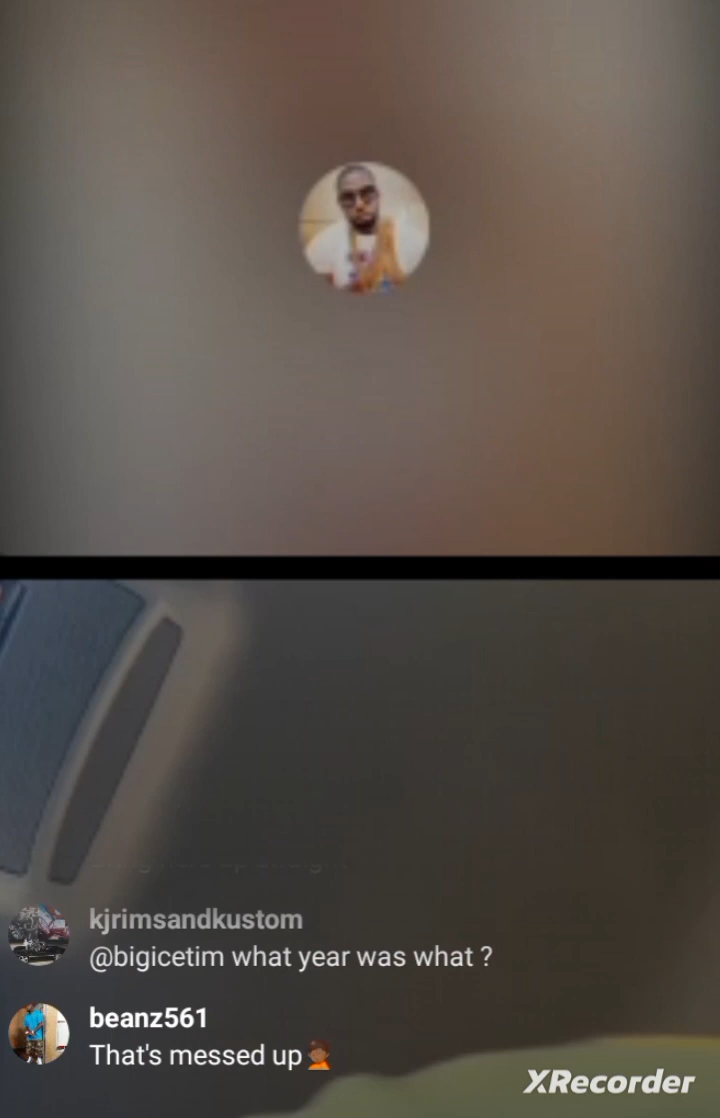 kjrimsandkustom
@bigicetim what year was what ?
beanz561
That's messed up🤦🏾
XRecorder